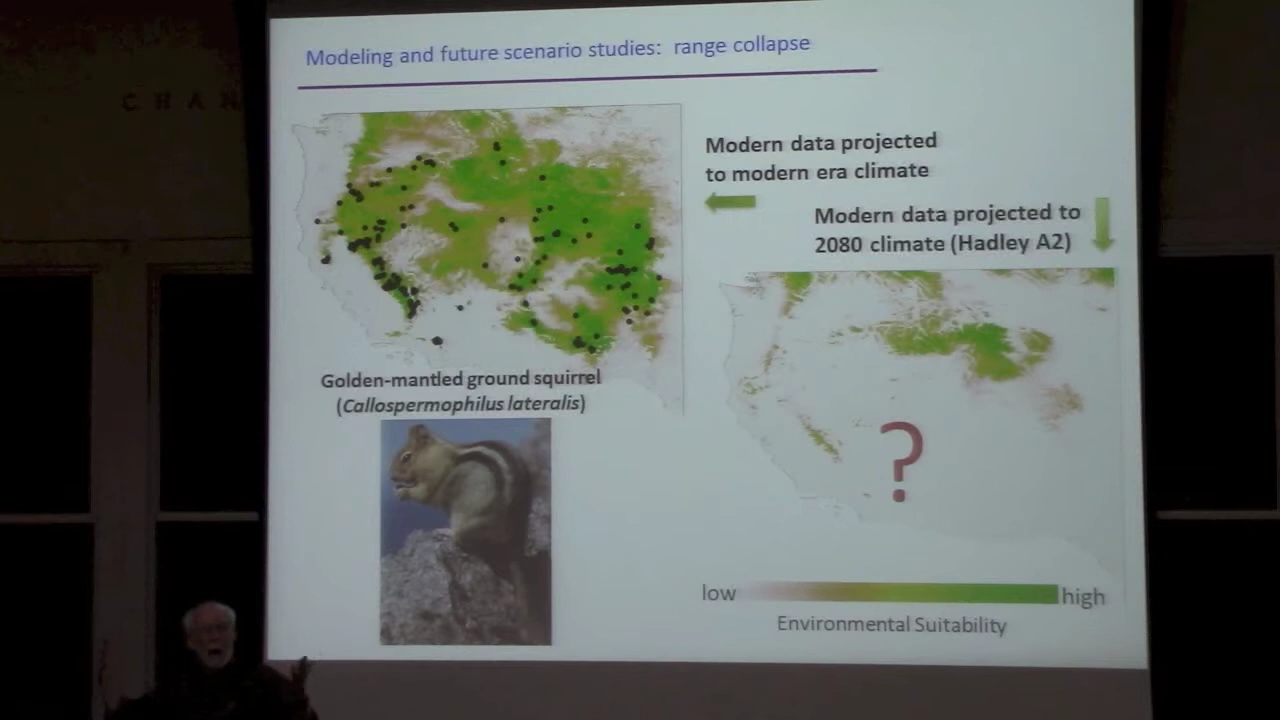 CHAN
Modeling and future scenario studies: range collapse
Modern data projected
to modern era climate
Modern data projected to
2080 climate (Hadley A2)
Golden-mantled ground squirrel
(Callospermophilus lateralis)
?
low
high
Environmental Suitability